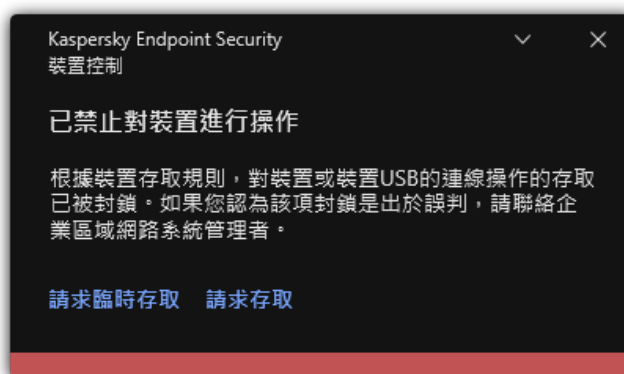 Kaspersky Endpoint Security
裝置控制
已禁止對裝置進行操作
根據裝置存取規則，對裝置或裝置USB的連線操作的存取
已被封鎖。如果您認為該項封鎖是出於誤判，請聯絡企
業區域網路系統管理者。
請求臨時存取 請求存取